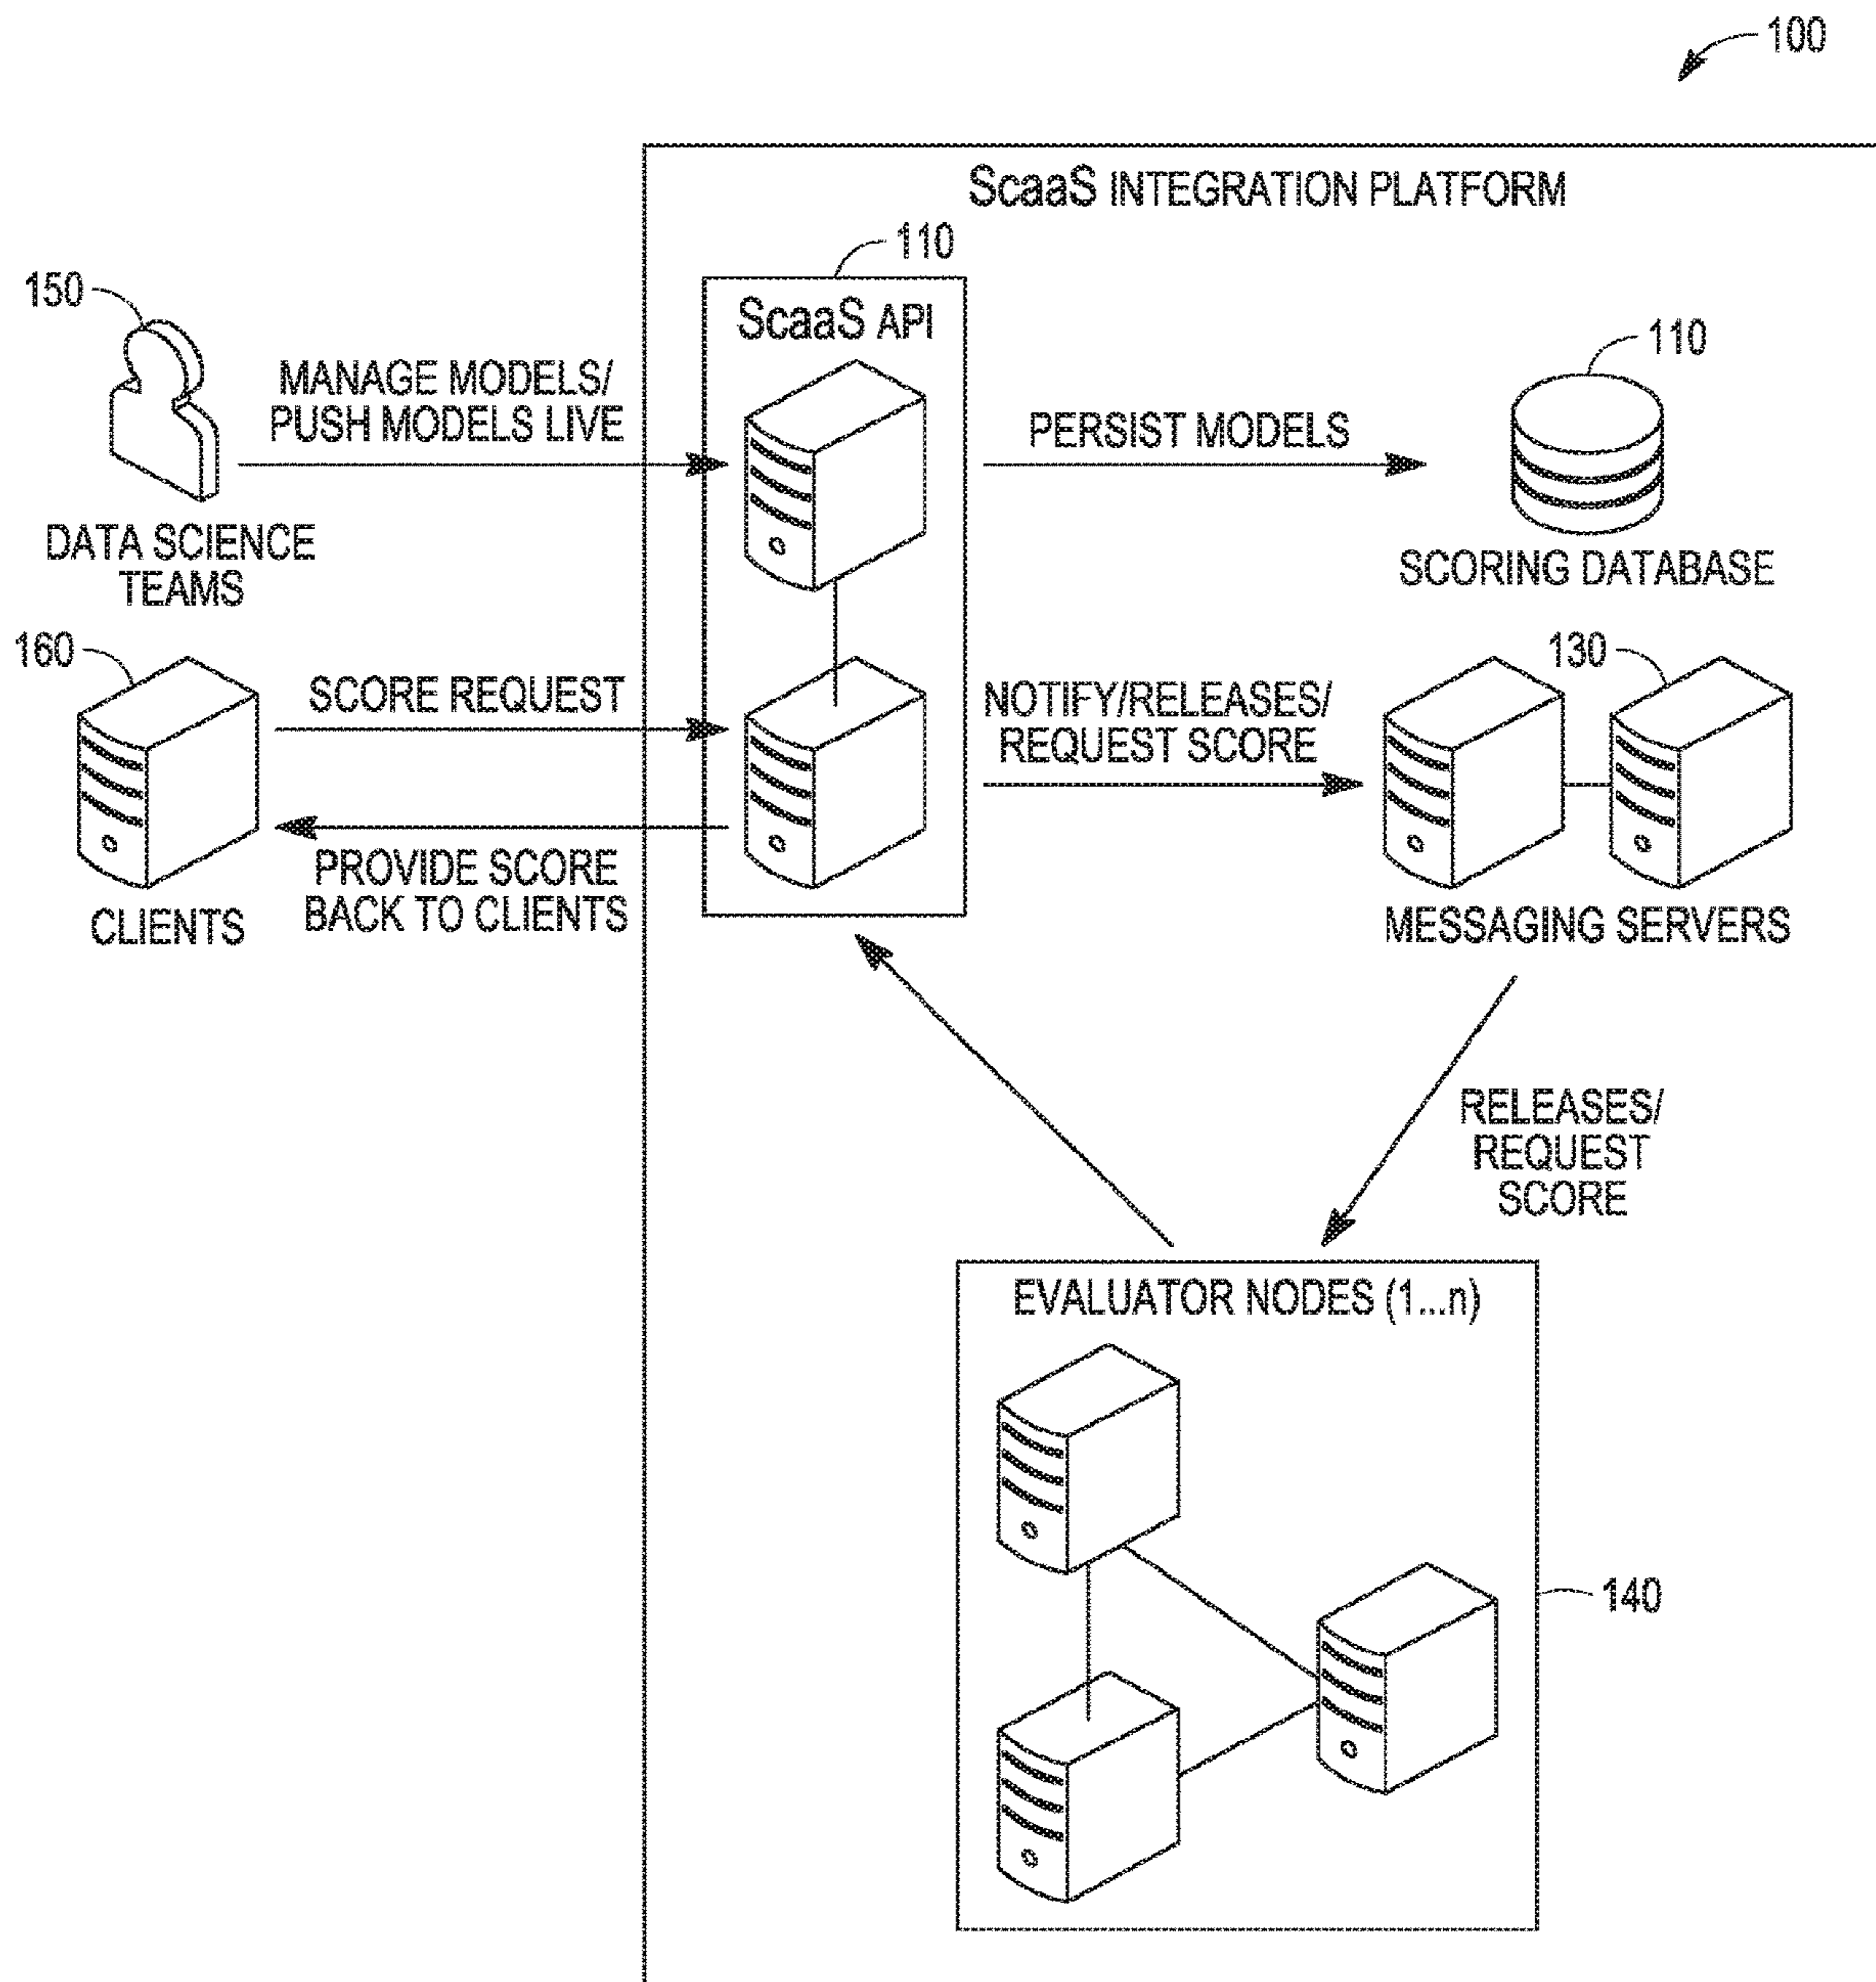 100
ScaaS INTEGRATION PLATFORM
110
ScaaS API
150
MANAGE MODELS/
PUSH MODELS LIVE
DATA SCIENCE
TEAMS
PERSIST MODELS
110
SCORING DATABASE
160
SCORE REQUEST
CLIENTS
PROVIDE SCORE
BACK TO CLIENTS
NOTIFY/RELEASES/
REQUEST SCORE
130
MESSAGING SERVERS
RELEASES/
REQUEST
SCORE
EVALUATOR NODES (1...n)
140